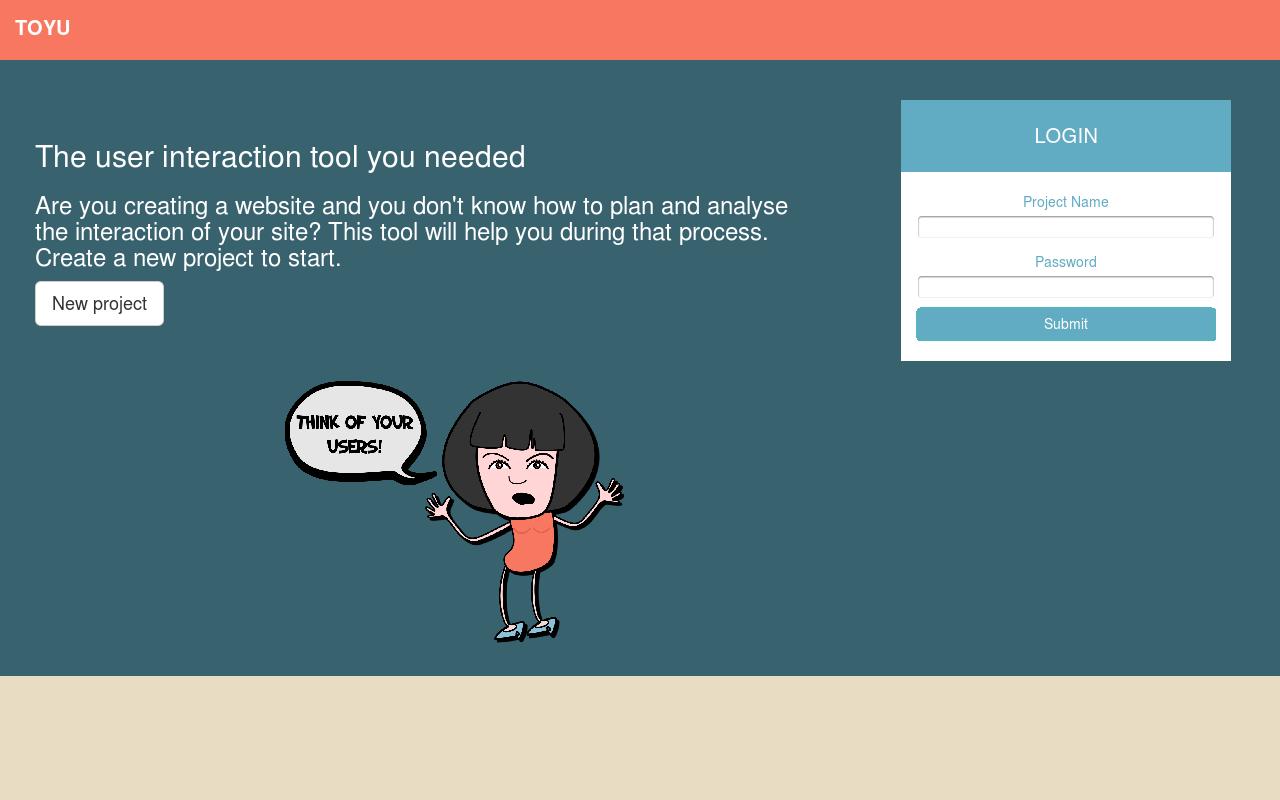 TOYU
The user interaction tool you needed
Are you creating a website and you don't know how to plan and analyse
the interaction of your site? This tool will help you during that process.
Create a new project to start.
New project
THINK OF YOUR
USERS!
LOGIN
Project Name
Password
Submit